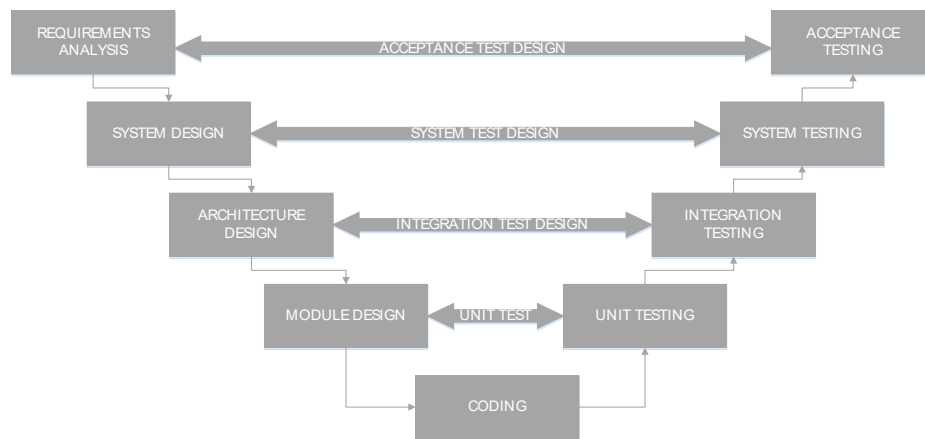 REQUIREMENTS
ANALYSIS
ACCEPTANCE TEST DESIGN
ACCEPTANCE
TESTING
SYSTEM DESIGN
SYSTEM TEST DESIGN
SYSTEM TESTING
ARCHITECTURE
DESIGN
INTEGRATION TEST DESIGN
INTEGRATION
TESTING
MODULE DESIGN
UNIT TEST
UNIT TESTING
CODING